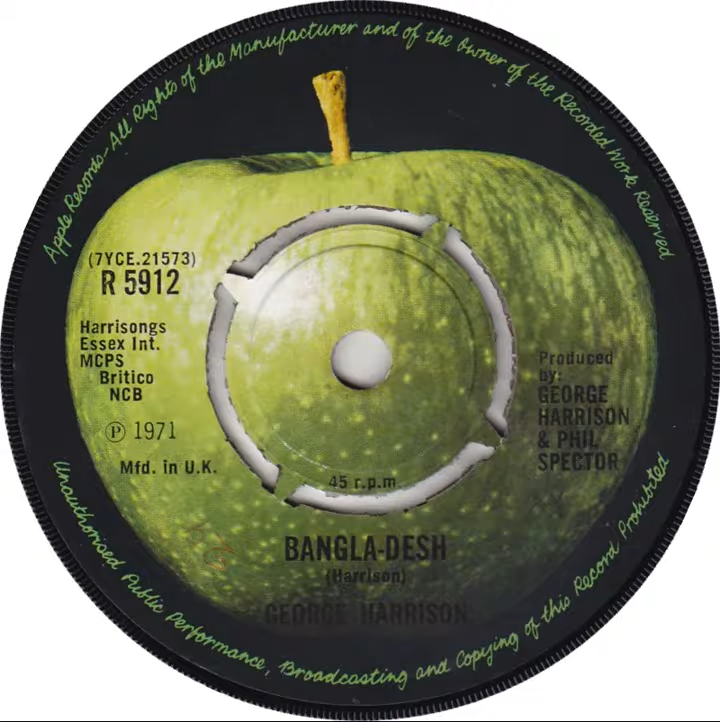 Apple Records-All Rights of the Manufacturer and of the Owner of the Recorded Work Reserved
(7YCE.21573)
R 5912
Harrisongs
Essex Int.
MCPS
Britico
NCB
Ⓟ 1971
Mfd. in U.K.
Produced
by:
GEORGE
HARRISON
& PHIL
SPECTOR
45 r.p.m
BANGLA-DESH
(Harrison)
GEORGE HARRISON
Unauthorised Public Performance, Broadcasting and Copying of this Record Prohibited